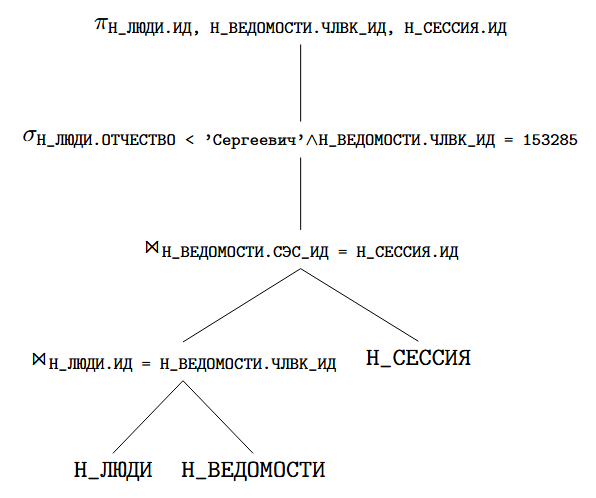 πН_ЛЮДИ.ИД, Н_ВЕДОМОСТИ.ЧЛВК_ИД, Н_СЕССИЯ.ИД
σН_ЛЮДИ.ОТЧЕСТВО < 'Сергеевич'∧Н_ВЕДОМОСТИ.ЧЛВК_ИД = 153285
⋈Н_ВЕДОМОСТИ.СЭС_ИД = Н_СЕССИЯ.ИД
⋈Н_ЛЮДИ.ИД = Н_ВЕДОМОСТИ.ЧЛВК_ИД
Н_СЕССИЯ
Н_ЛЮДИ Н_ВЕДОМОСТИ